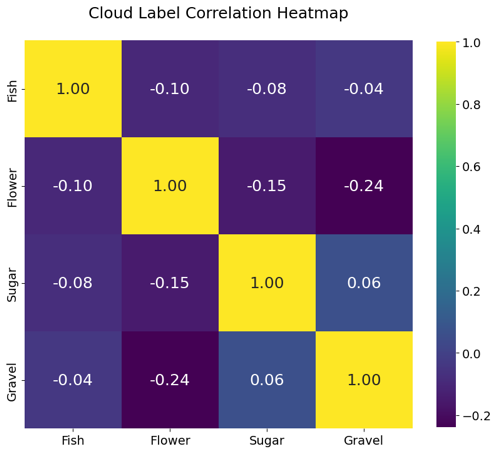 Cloud Label Correlation Heatmap
Fish 1.00 -0.10 -0.08 -0.04
Flower -0.10 1.00 -0.15 -0.24
Sugar -0.08 -0.15 1.00 0.06
Gravel -0.04 -0.24 0.06 1.00
Fish Flower Sugar Gravel
1.0
0.8
0.6
0.4
0.2
0.0
−0.2